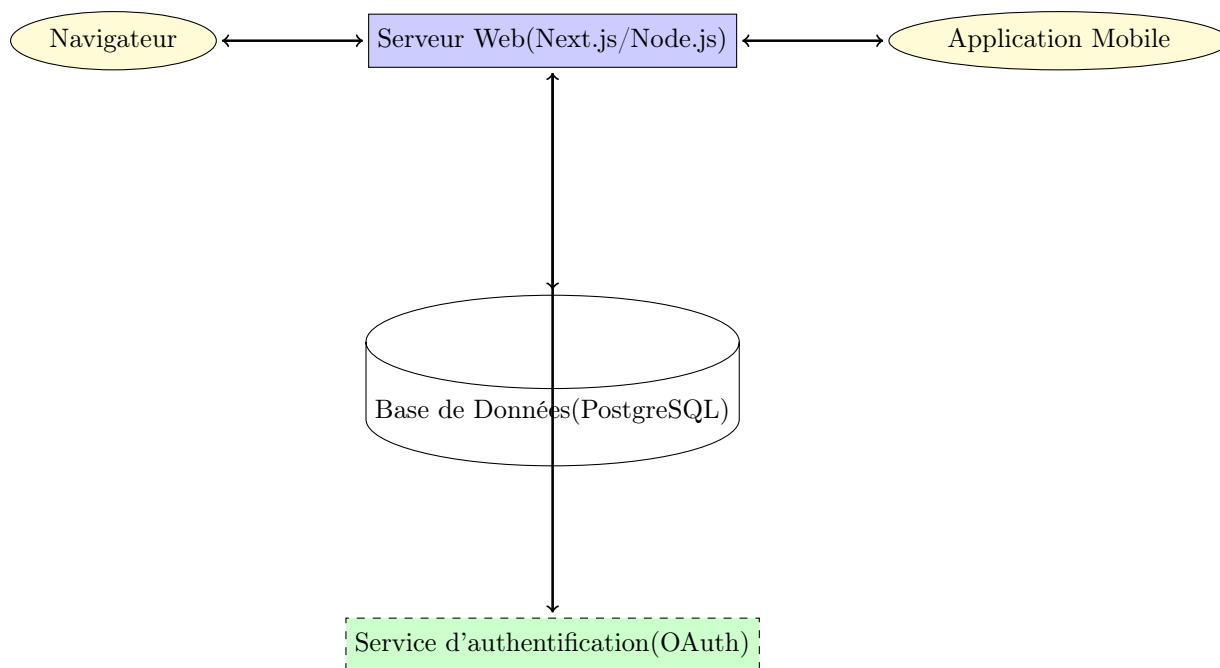 Navigateur
Serveur Web(Next.js/Node.js)
Application Mobile
Base de Données(PostgreSQL)
Service d'authentification(OAuth)